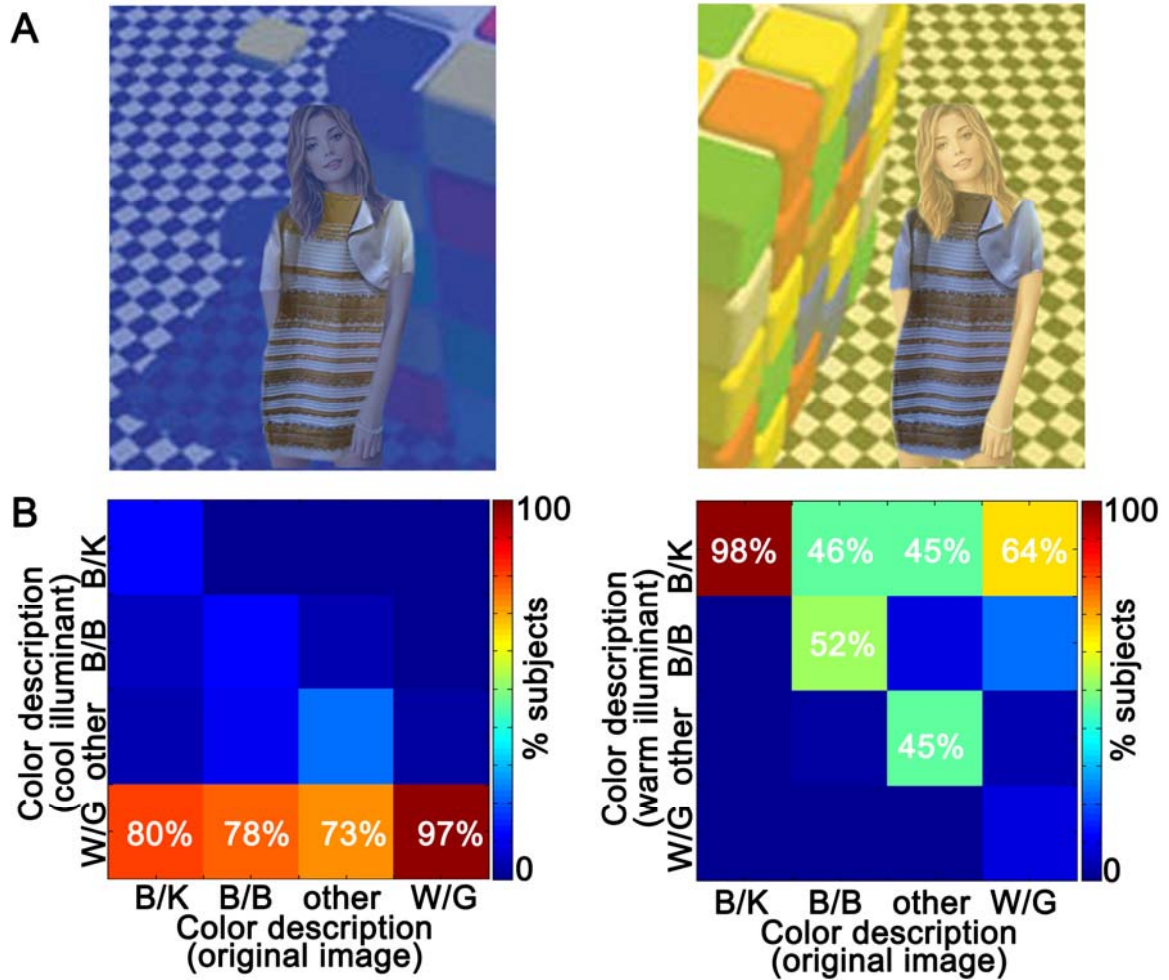 A
B
Color description
(cool illuminant)
B/K
B/B
other
W/G
80% 78% 73% 97%
B/K B/B other W/G
Color description
(original image)
100
% subjects
0
Color description
(warm illuminant)
B/K
B/B
other
W/G
98% 46% 45% 64%
52%
45%
B/K B/B other W/G
Color description
(original image)
100
% subjects
0